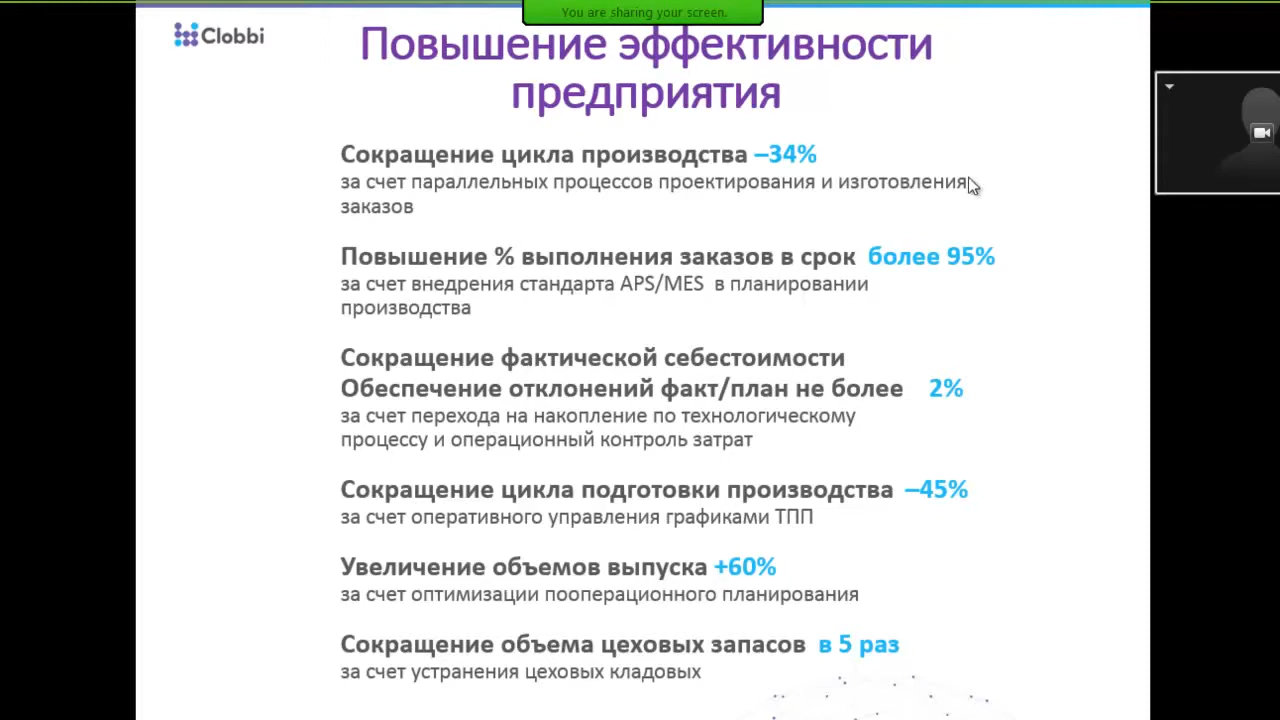 You are sharing your screen.
Clobbi
Повышение эффективности
предприятия
Сокращение цикла производства –34%
за счет параллельных процессов проектирования и изготовления
заказов
Повышение % выполнения заказов в срок более 95%
за счет внедрения стандарта APS/MES в планировании
производства
Сокращение фактической себестоимости
Обеспечение отклонений факт/план не более 2%
за счет перехода на накопление по технологическому
процессу и операционный контроль затрат
Сокращение цикла подготовки производства –45%
за счет оперативного управления графиками ТПП
Увеличение объемов выпуска +60%
за счет оптимизации пооперационного планирования
Сокращение объема цеховых запасов в 5 раз
за счет устранения цеховых кладовых